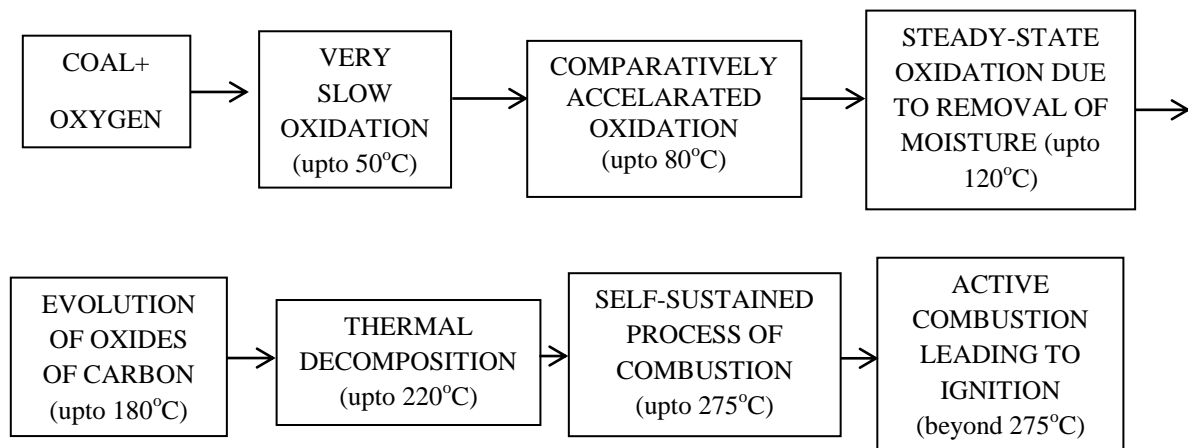 COAL+
OXYGEN
VERY
SLOW
OXIDATION
(upto 50°C)
COMPARATIVELY
ACCELARATED
OXIDATION
(upto 80°C)
STEADY-STATE
OXIDATION DUE
TO REMOVAL OF
MOISTURE (upto
120°C)
EVOLUTION
OF OXIDES
OF CARBON
(upto 180°C)
THERMAL
DECOMPOSITION
(upto 220°C)
SELF-SUSTAINED
PROCESS OF
COMBUSTION
(upto 275°C)
ACTIVE
COMBUSTION
LEADING TO
IGNITION
(beyond 275°C)